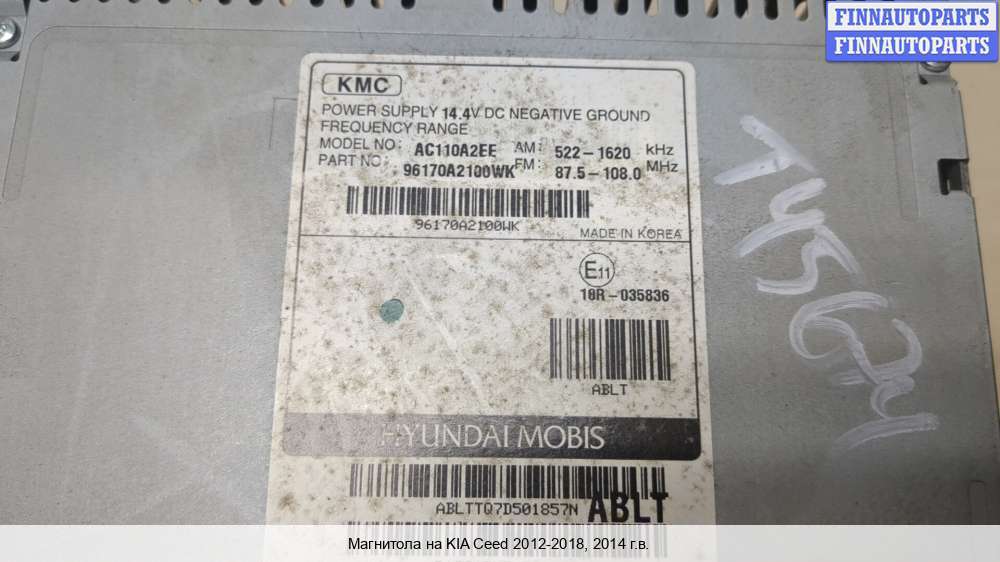 FINNAUTOPARTS
FINNAUTOPARTS
KMC
POWER SUPPLY 14.4V DC NEGATIVE GROUND
FREQUENCY RANGE
MODEL NO: AC110A2EE AM: 522-1620 kHz
PART NO: 96170A2100WK FM: 87.5-108.0 MHz
96170A2100WK
MADE IN KOREA
E11
18R-035836
ABLT
HYUNDAI MOBIS
ABLTTQ7D501857N ABLT
Магнитола на KIA Ceed 2012-2018, 2014 г.в.